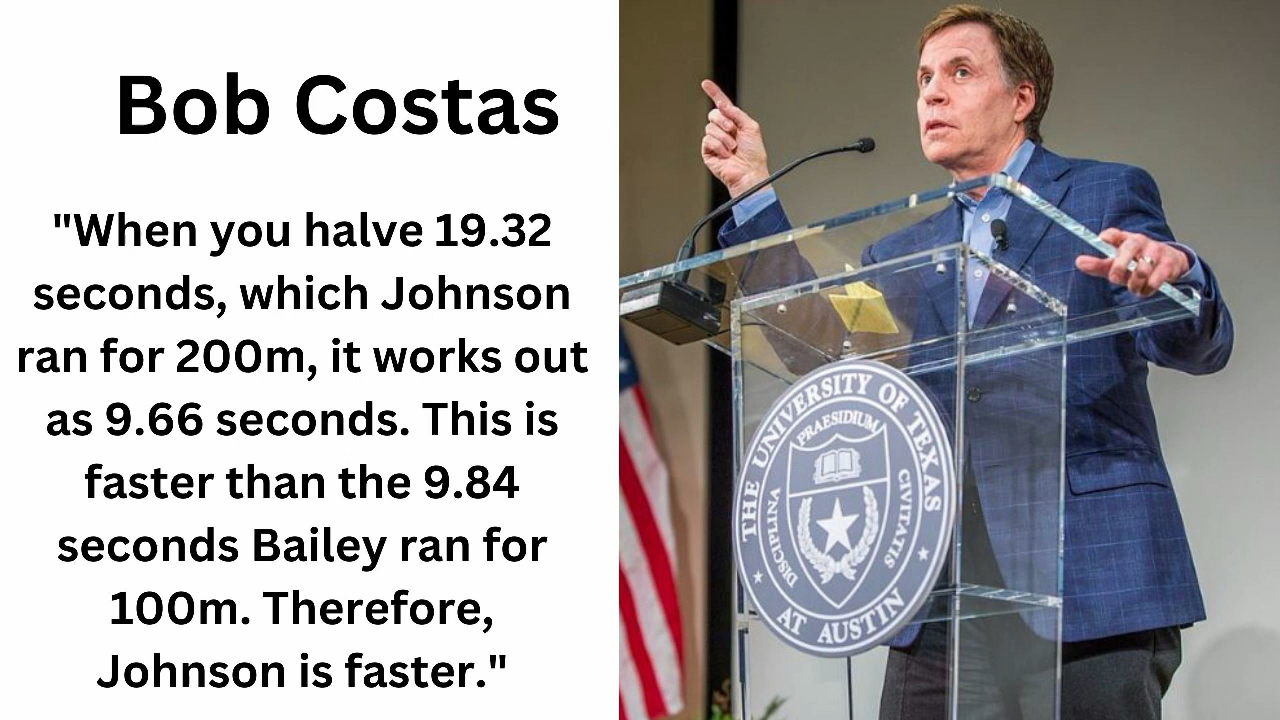 Bob Costas
"When you halve 19.32
seconds, which Johnson
ran for 200m, it works out
as 9.66 seconds. This is
faster than the 9.84
seconds Bailey ran for
100m. Therefore,
Johnson is faster."
THE UNIVERSITY OF TEXAS
PRAESIDIUM
DISCIPLINA
CIVITATIS
AT AUSTIN